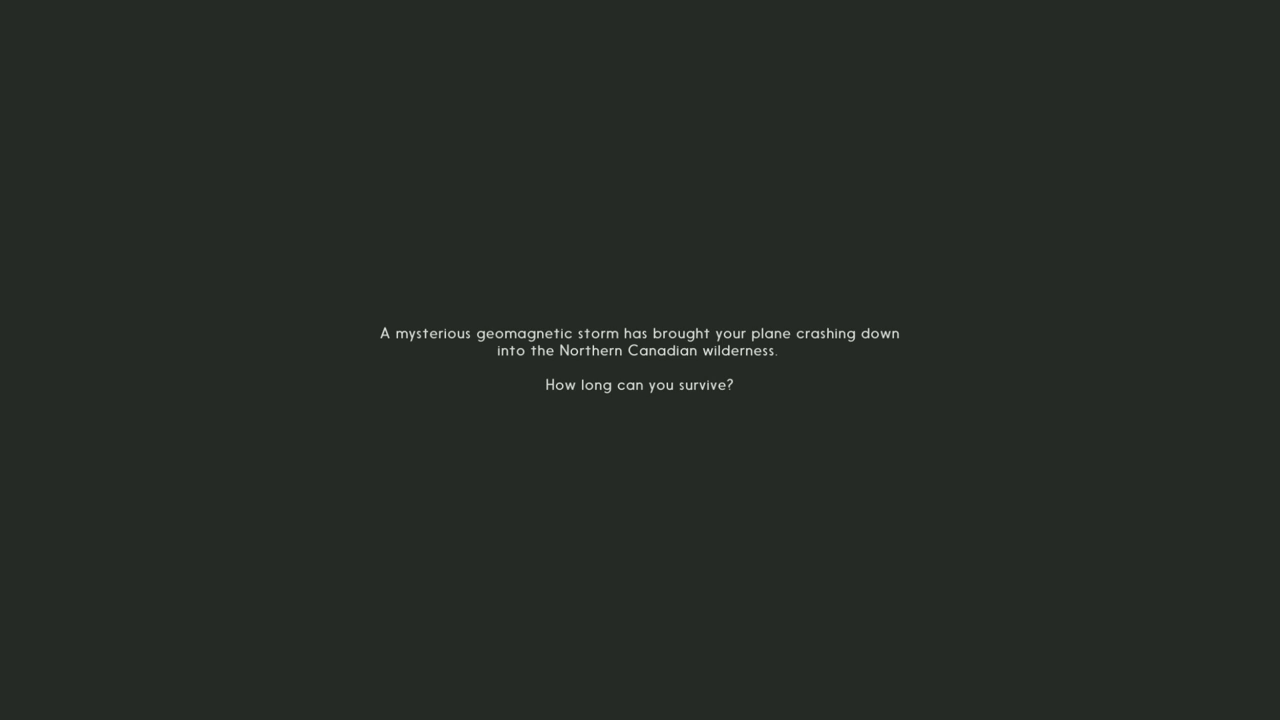 A mysterious geomagnetic storm has brought your plane crashing down
into the Northern Canadian wilderness.
How long can you survive?